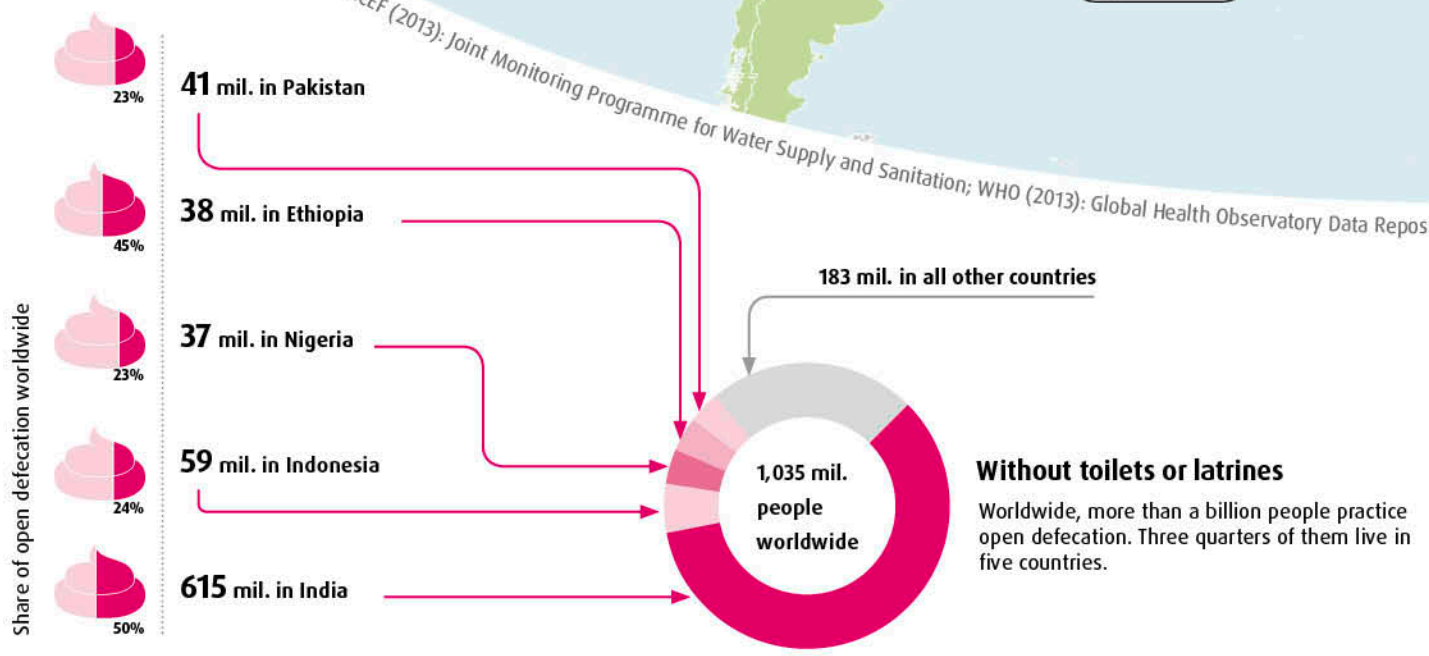 CEF (2013): Joint Monitoring Programme for Water Supply and Sanitation; WHO (2013): Global Health Observatory Data Repos
Share of open defecation worldwide
23%
41 mil. in Pakistan
45%
38 mil. in Ethiopia
23%
37 mil. in Nigeria
24%
59 mil. in Indonesia
50%
615 mil. in India
183 mil. in all other countries
1,035 mil.
people
worldwide
Without toilets or latrines
Worldwide, more than a billion people practice
open defecation. Three quarters of them live in
five countries.